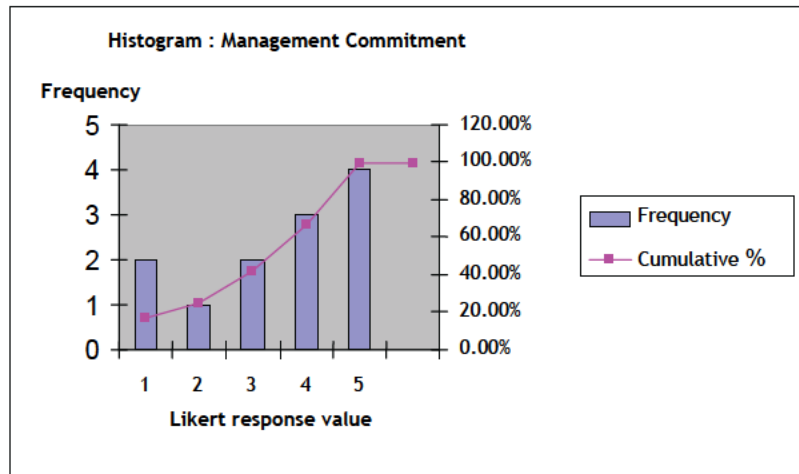 Histogram : Management Commitment
Frequency
5
4
3
2
1
0
120.00%
100.00%
80.00%
60.00%
40.00%
20.00%
0.00%
1 2 3 4 5
Likert response value
Frequency
Cumulative %